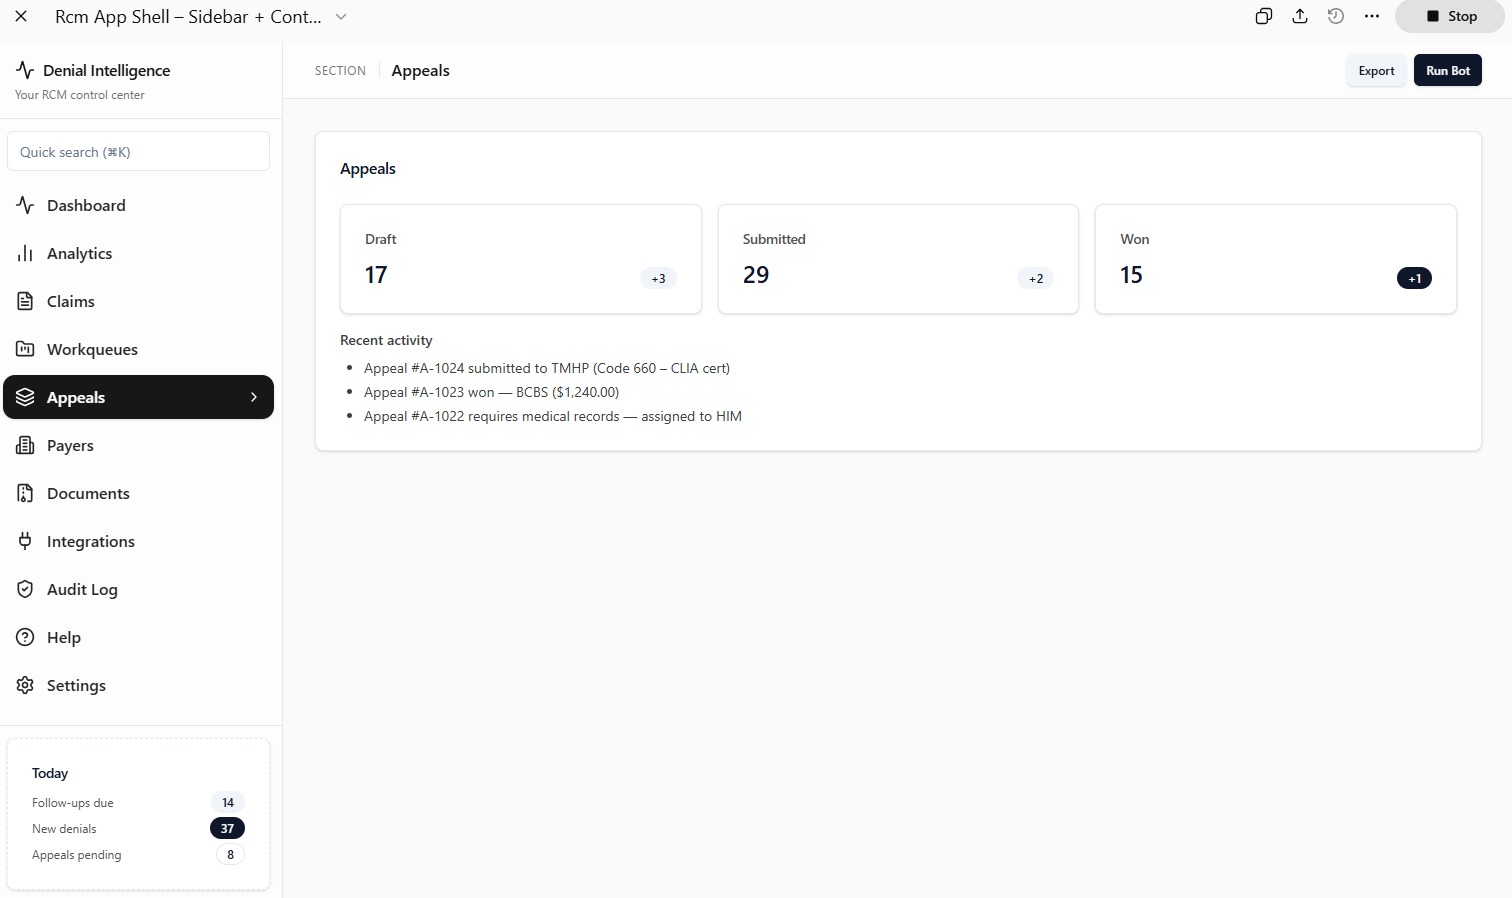 Rcm App Shell – Sidebar + Cont...
Stop
Denial Intelligence
Your RCM control center
Quick search (⌘K)
Dashboard
Analytics
Claims
Workqueues
Appeals
Payers
Documents
Integrations
Audit Log
Help
Settings
Today
Follow-ups due 14
New denials 37
Appeals pending 8
SECTION Appeals
Export
Run Bot
Appeals
Draft
17 +3
Submitted
29 +2
Won
15 +1
Recent activity
• Appeal #A-1024 submitted to TMHP (Code 660 – CLIA cert)
• Appeal #A-1023 won — BCBS ($1,240.00)
• Appeal #A-1022 requires medical records — assigned to HIM